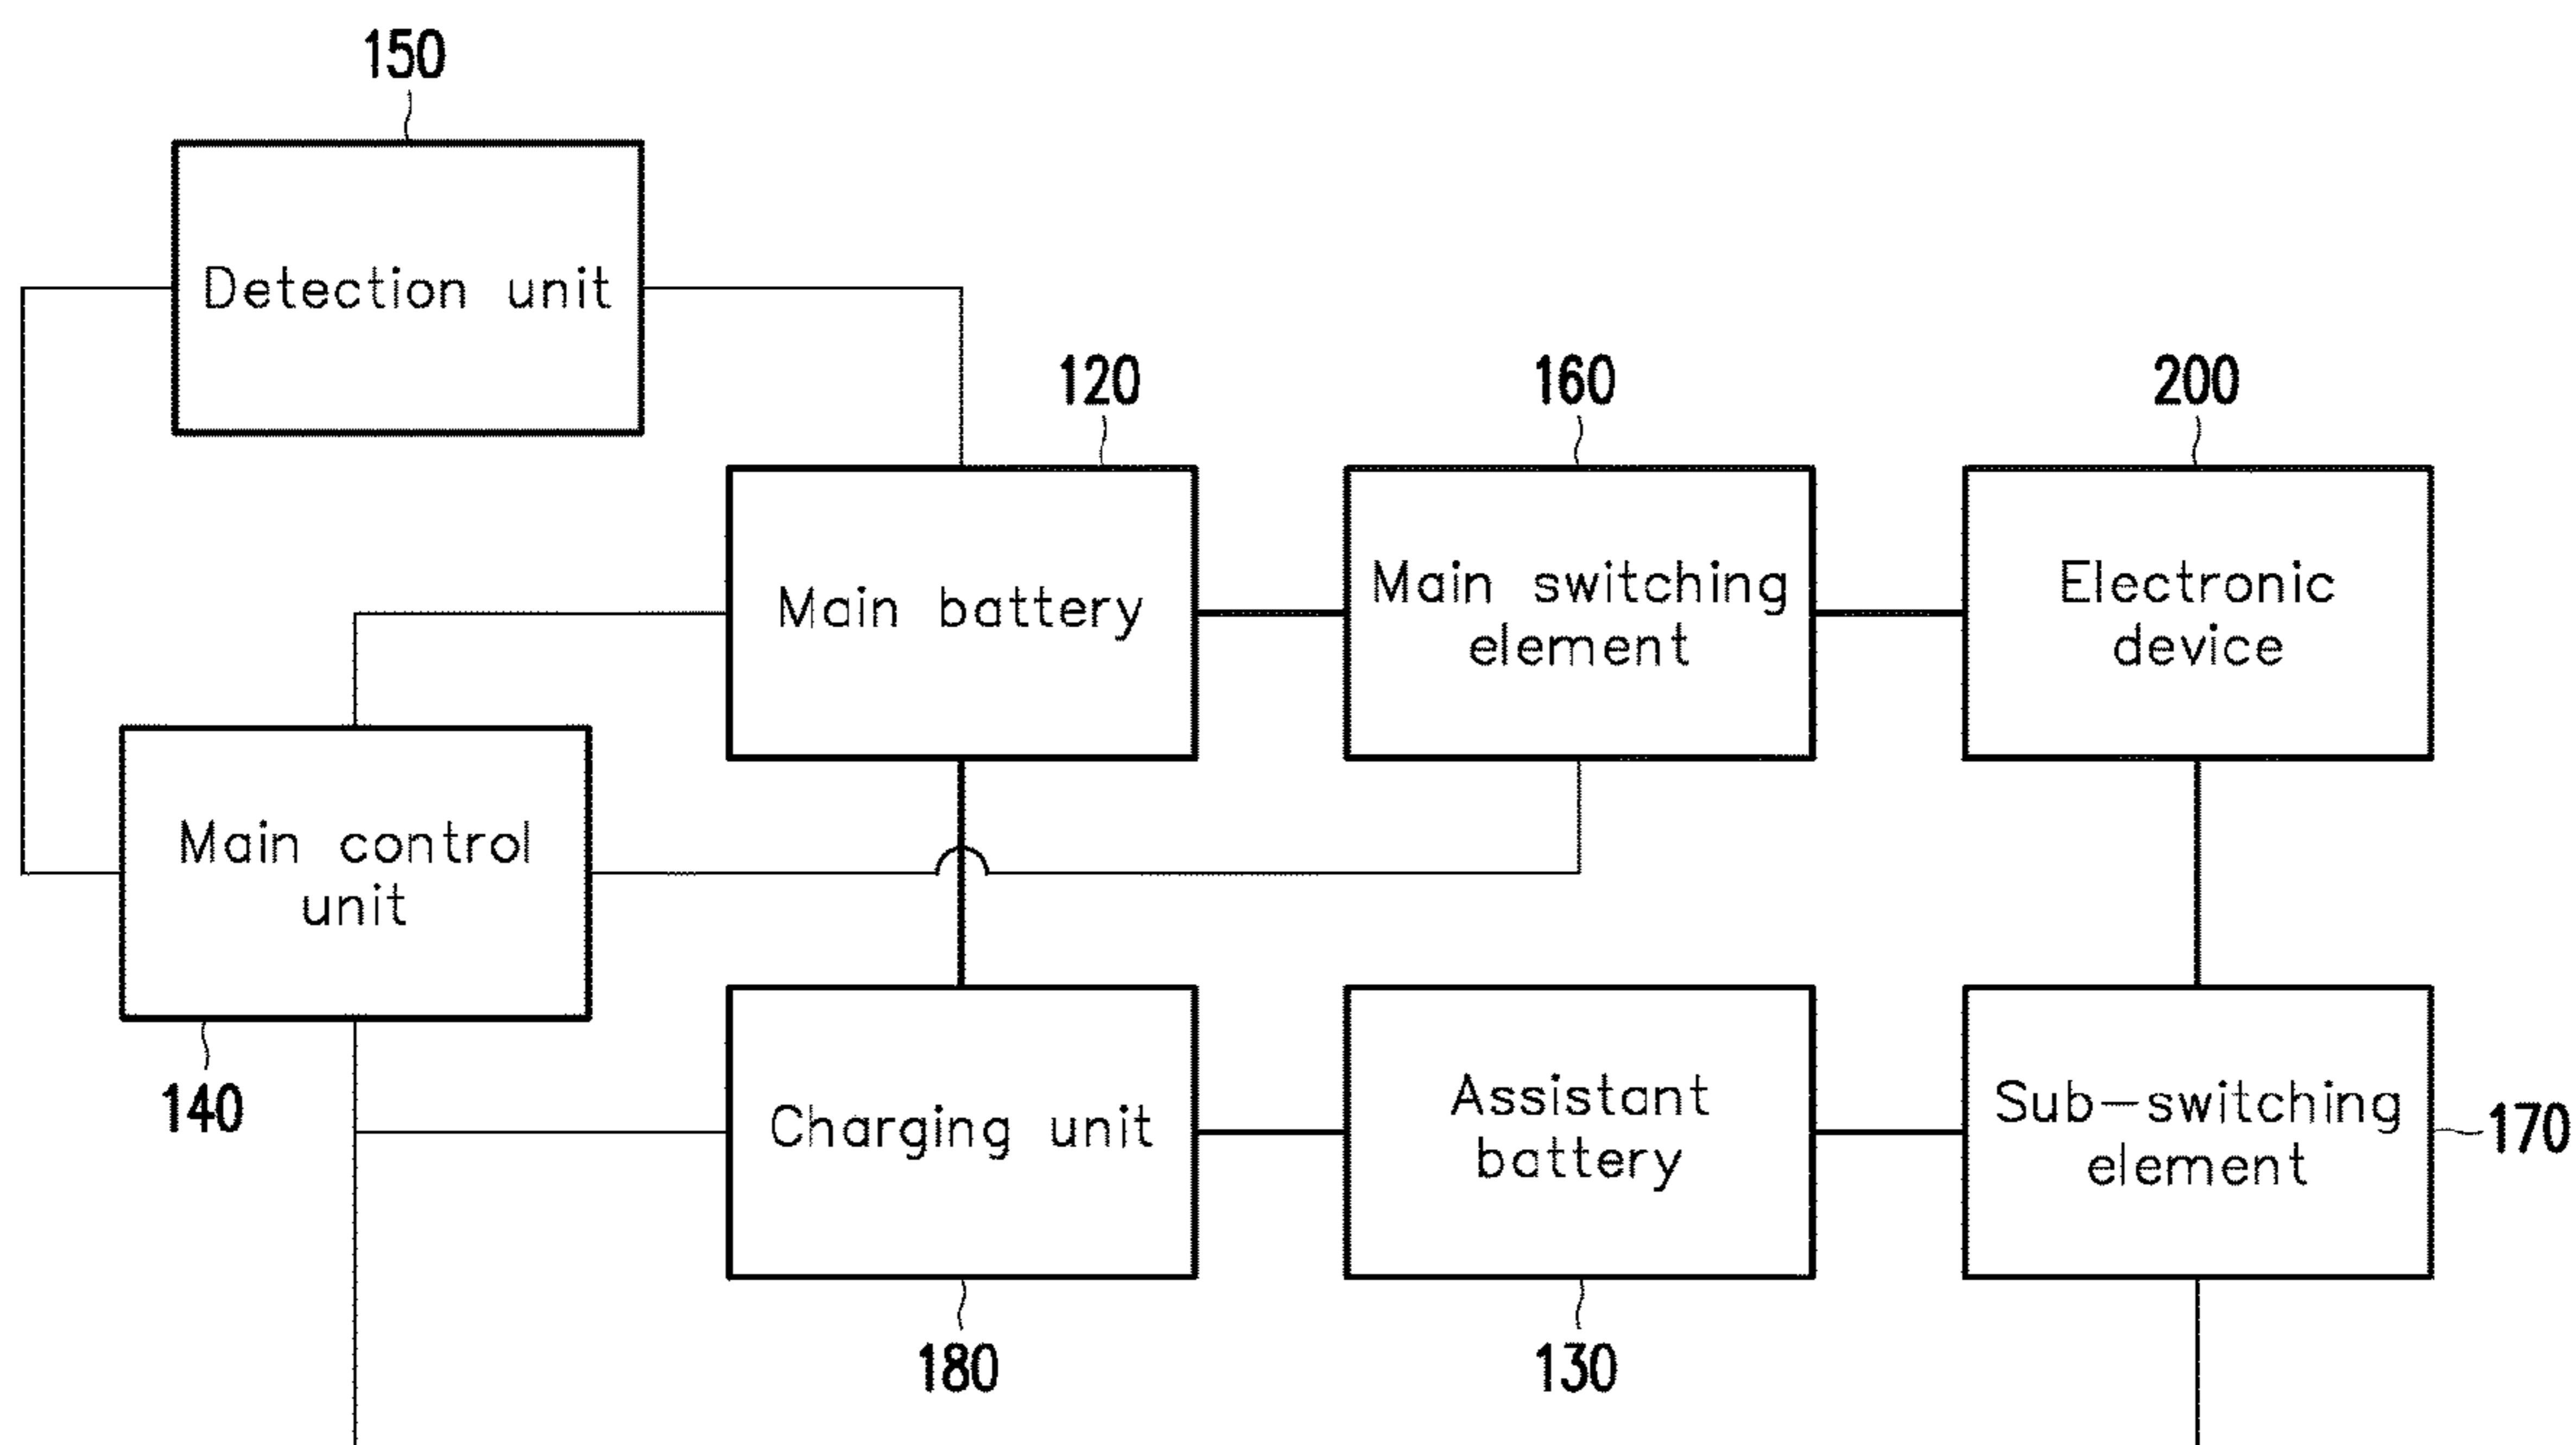 150
Detection unit
120
160
200
Main battery
Main switching
element
Electronic
device
Main control
unit
140
Charging unit
Assistant
battery
Sub-switching
element
170
180
130